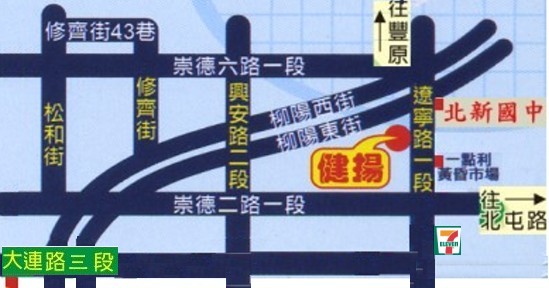 修齊街43巷
往豐原
崇德六路一段
松和街
修齊街
興安路二段
柳陽西街
柳陽東街
遼寧路一段
北新國中
健揚
一點利
黃昏市場
崇德二路一段
往
北屯路
7
ELEVEN
大連路三段